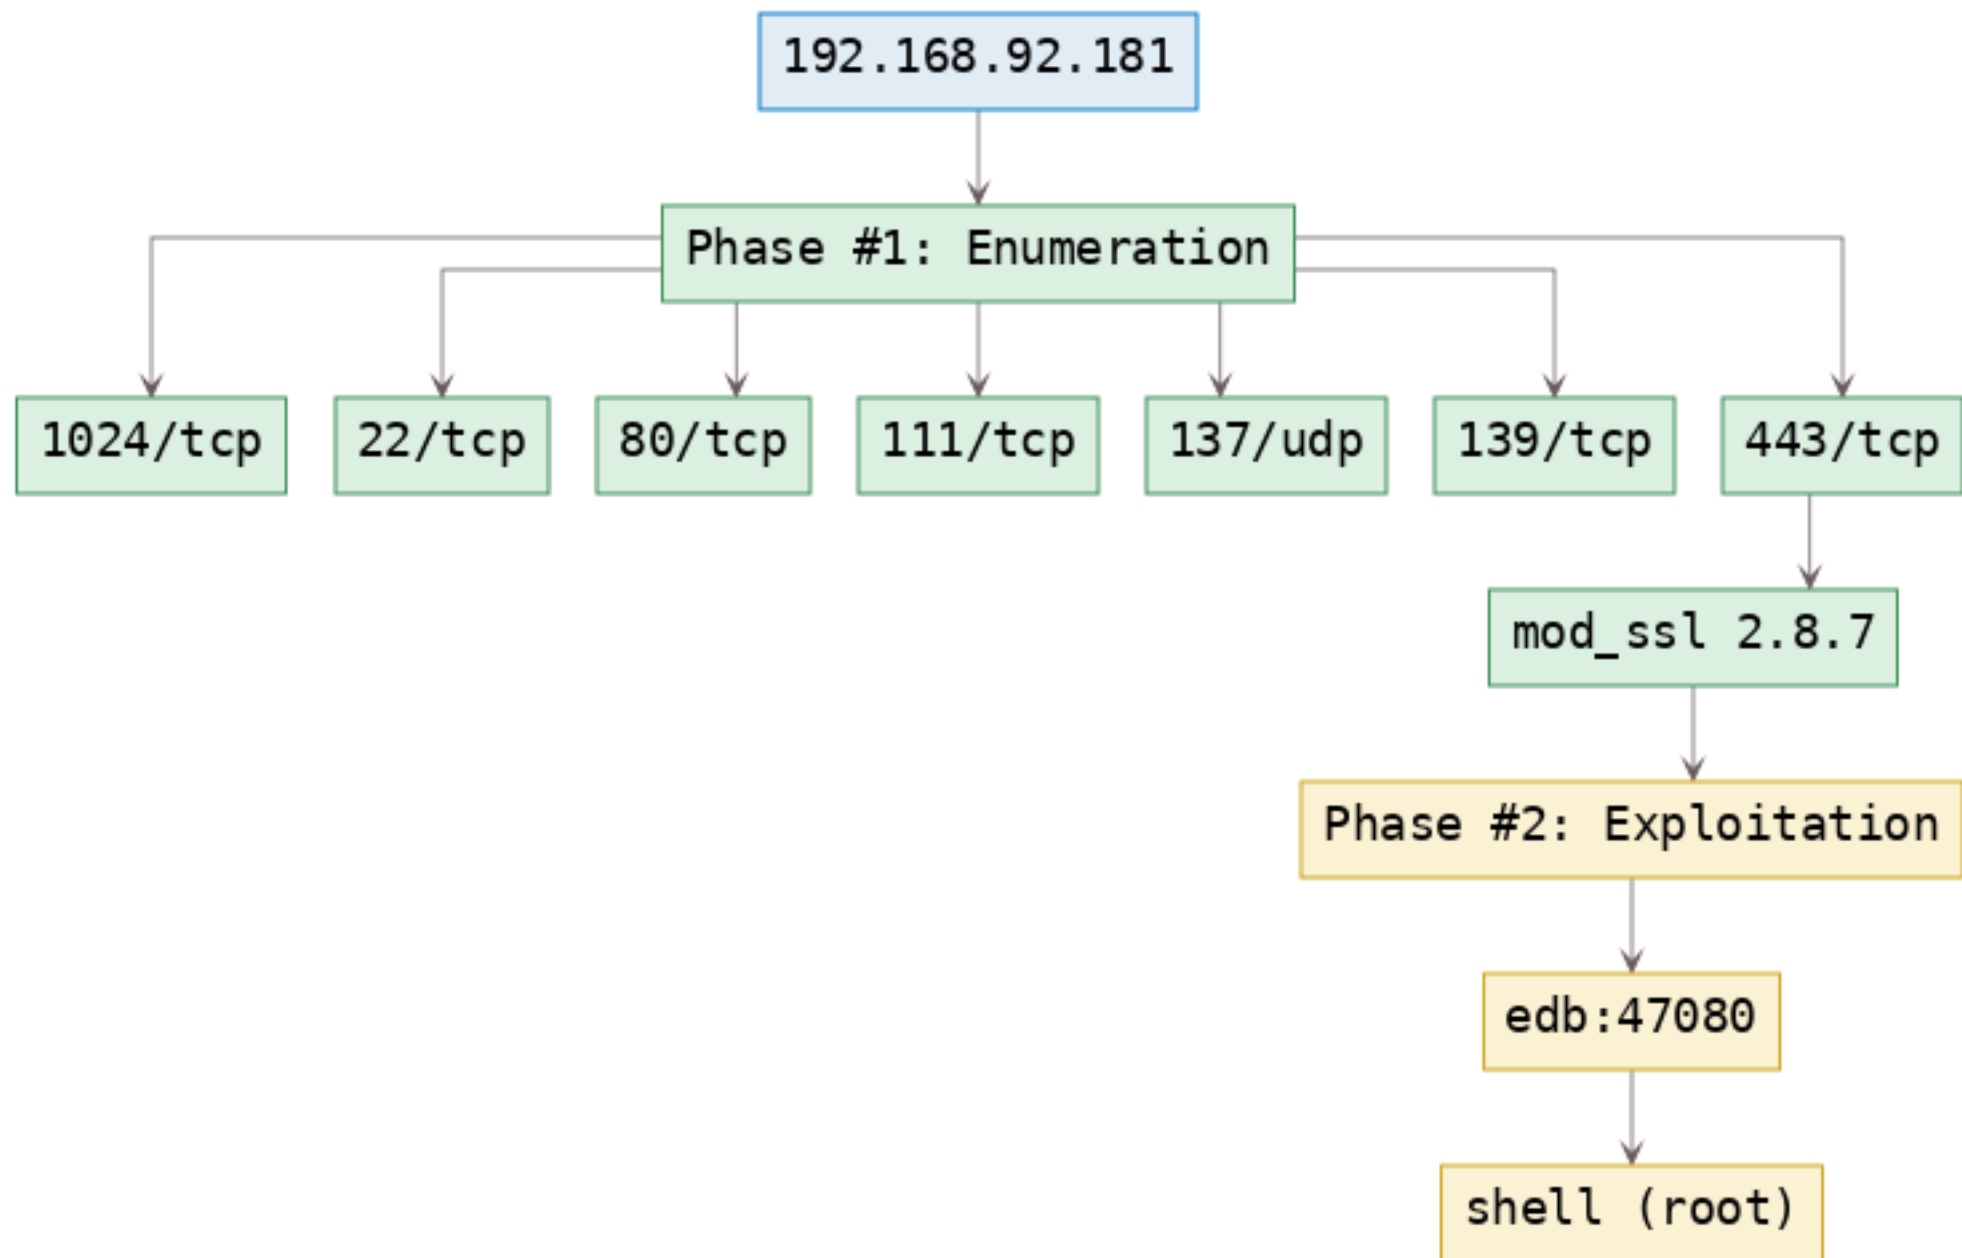 192.168.92.181
Phase #1: Enumeration
1024/tcp
22/tcp
80/tcp
111/tcp
137/udp
139/tcp
443/tcp
mod_ssl 2.8.7
Phase #2: Exploitation
edb:47080
shell (root)